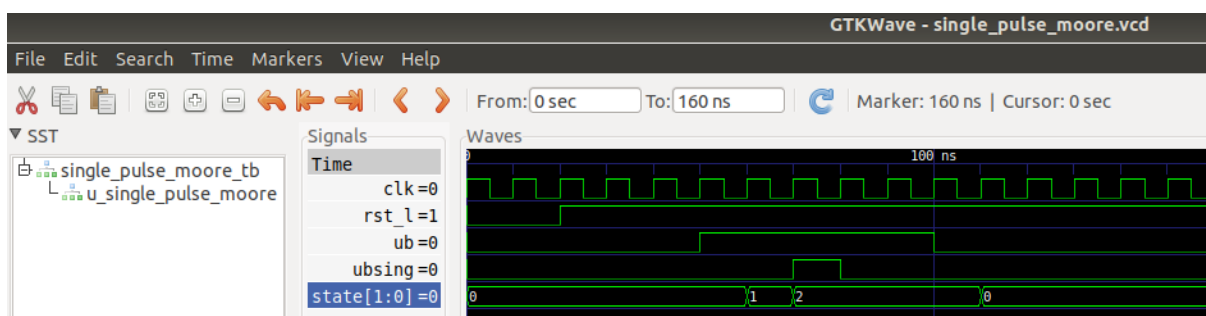 GTKWave - single_pulse_moore.vcd
File Edit Search Time Markers View Help
From: 0 sec To: 160 ns Marker: 160 ns | Cursor: 0 sec
SST
single_pulse_moore_tb
u_single_pulse_moore
Signals
Time
clk=0
rst_l=1
ub=0
ubsing=0
state[1:0]=0
Waves
0 100 ns
0 1 2 0